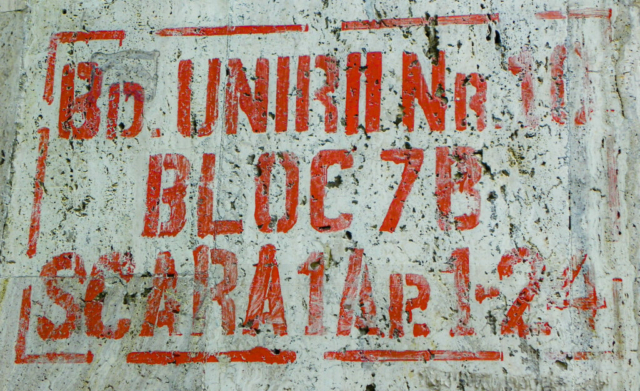 BD. UNIRII NR. 10
BLOC 7B
SCARA 1 AP. 1-24